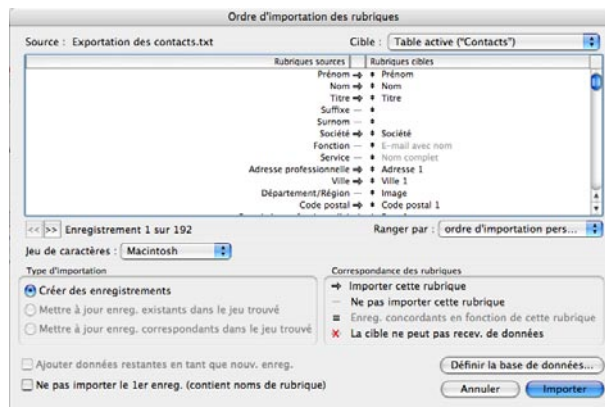 Ordre d'importation des rubriques
Source : Exportation des contacts.txt Cible : Table active ("Contacts")
Rubriques sources Rubriques cibles
Prénom → Prénom
Nom → Nom
Titre → Titre
Suffixe —
Surnom —
Société → Société
Fonction — E-mail avec nom
Service — Nom complet
Adresse professionnelle → Adresse 1
Ville → Ville 1
Département/Région — Image
Code postal → Code postal 1
<< >> Enregistrement 1 sur 192 Ranger par : ordre d'importation pers...
Jeu de caractères : Macintosh
Type d'importation
Créer des enregistrements
Mettre à jour enreg. existants dans le jeu trouvé
Mettre à jour enreg. correspondants dans le jeu trouvé
Correspondance des rubriques
→ Importer cette rubrique
— Ne pas importer cette rubrique
= Enreg. concordants en fonction de cette rubrique
x La cible ne peut pas recev. de données
Ajouter données restantes en tant que nouv. enreg.
Ne pas importer le 1er enreg. (contient noms de rubrique)
Définir la base de données...
Annuler Importer